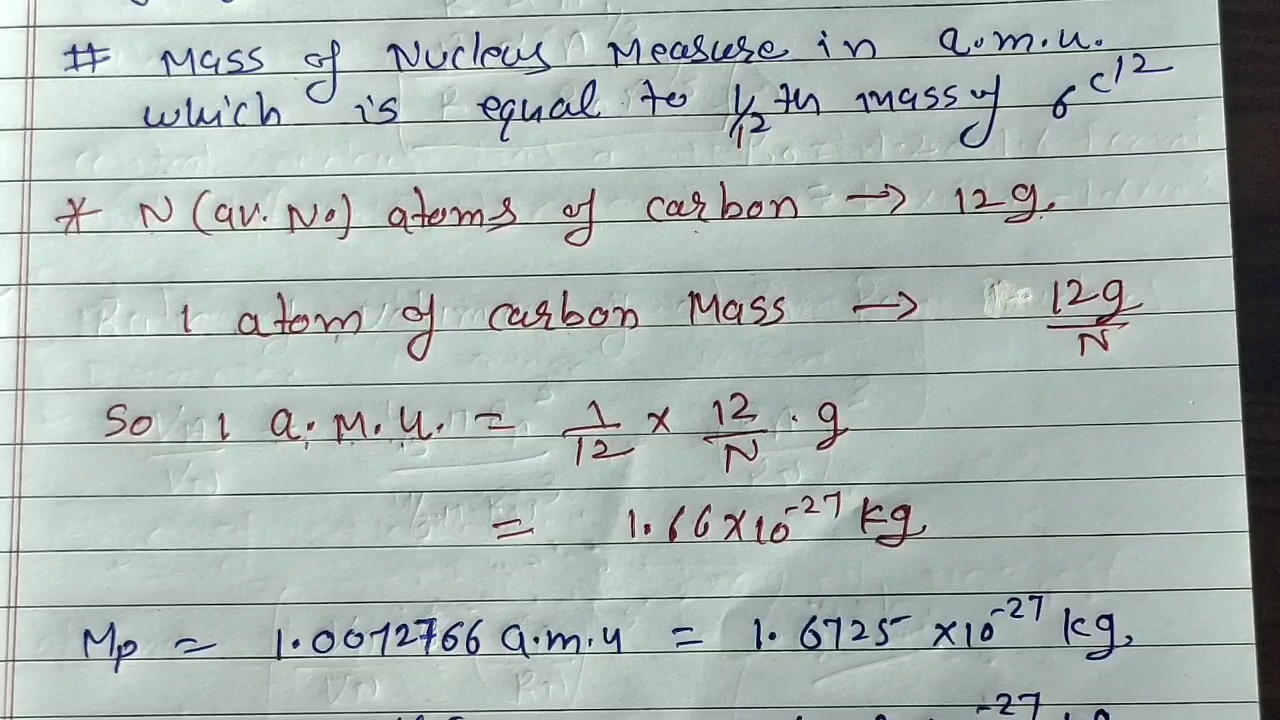 # Mass of Nucleus Measure in a.m.u.
which is equal to 1/12 th mass of 6C12
* N (av. No) atoms of carbon → 12g.
1 atom of carbon Mass → 12g/N
So 1 a.m.u. = 1/12 × 12/N . g
= 1.66×10-27 kg
Mp = 1.0072766 a.m.u = 1.6725 ×10-27 kg,
-27